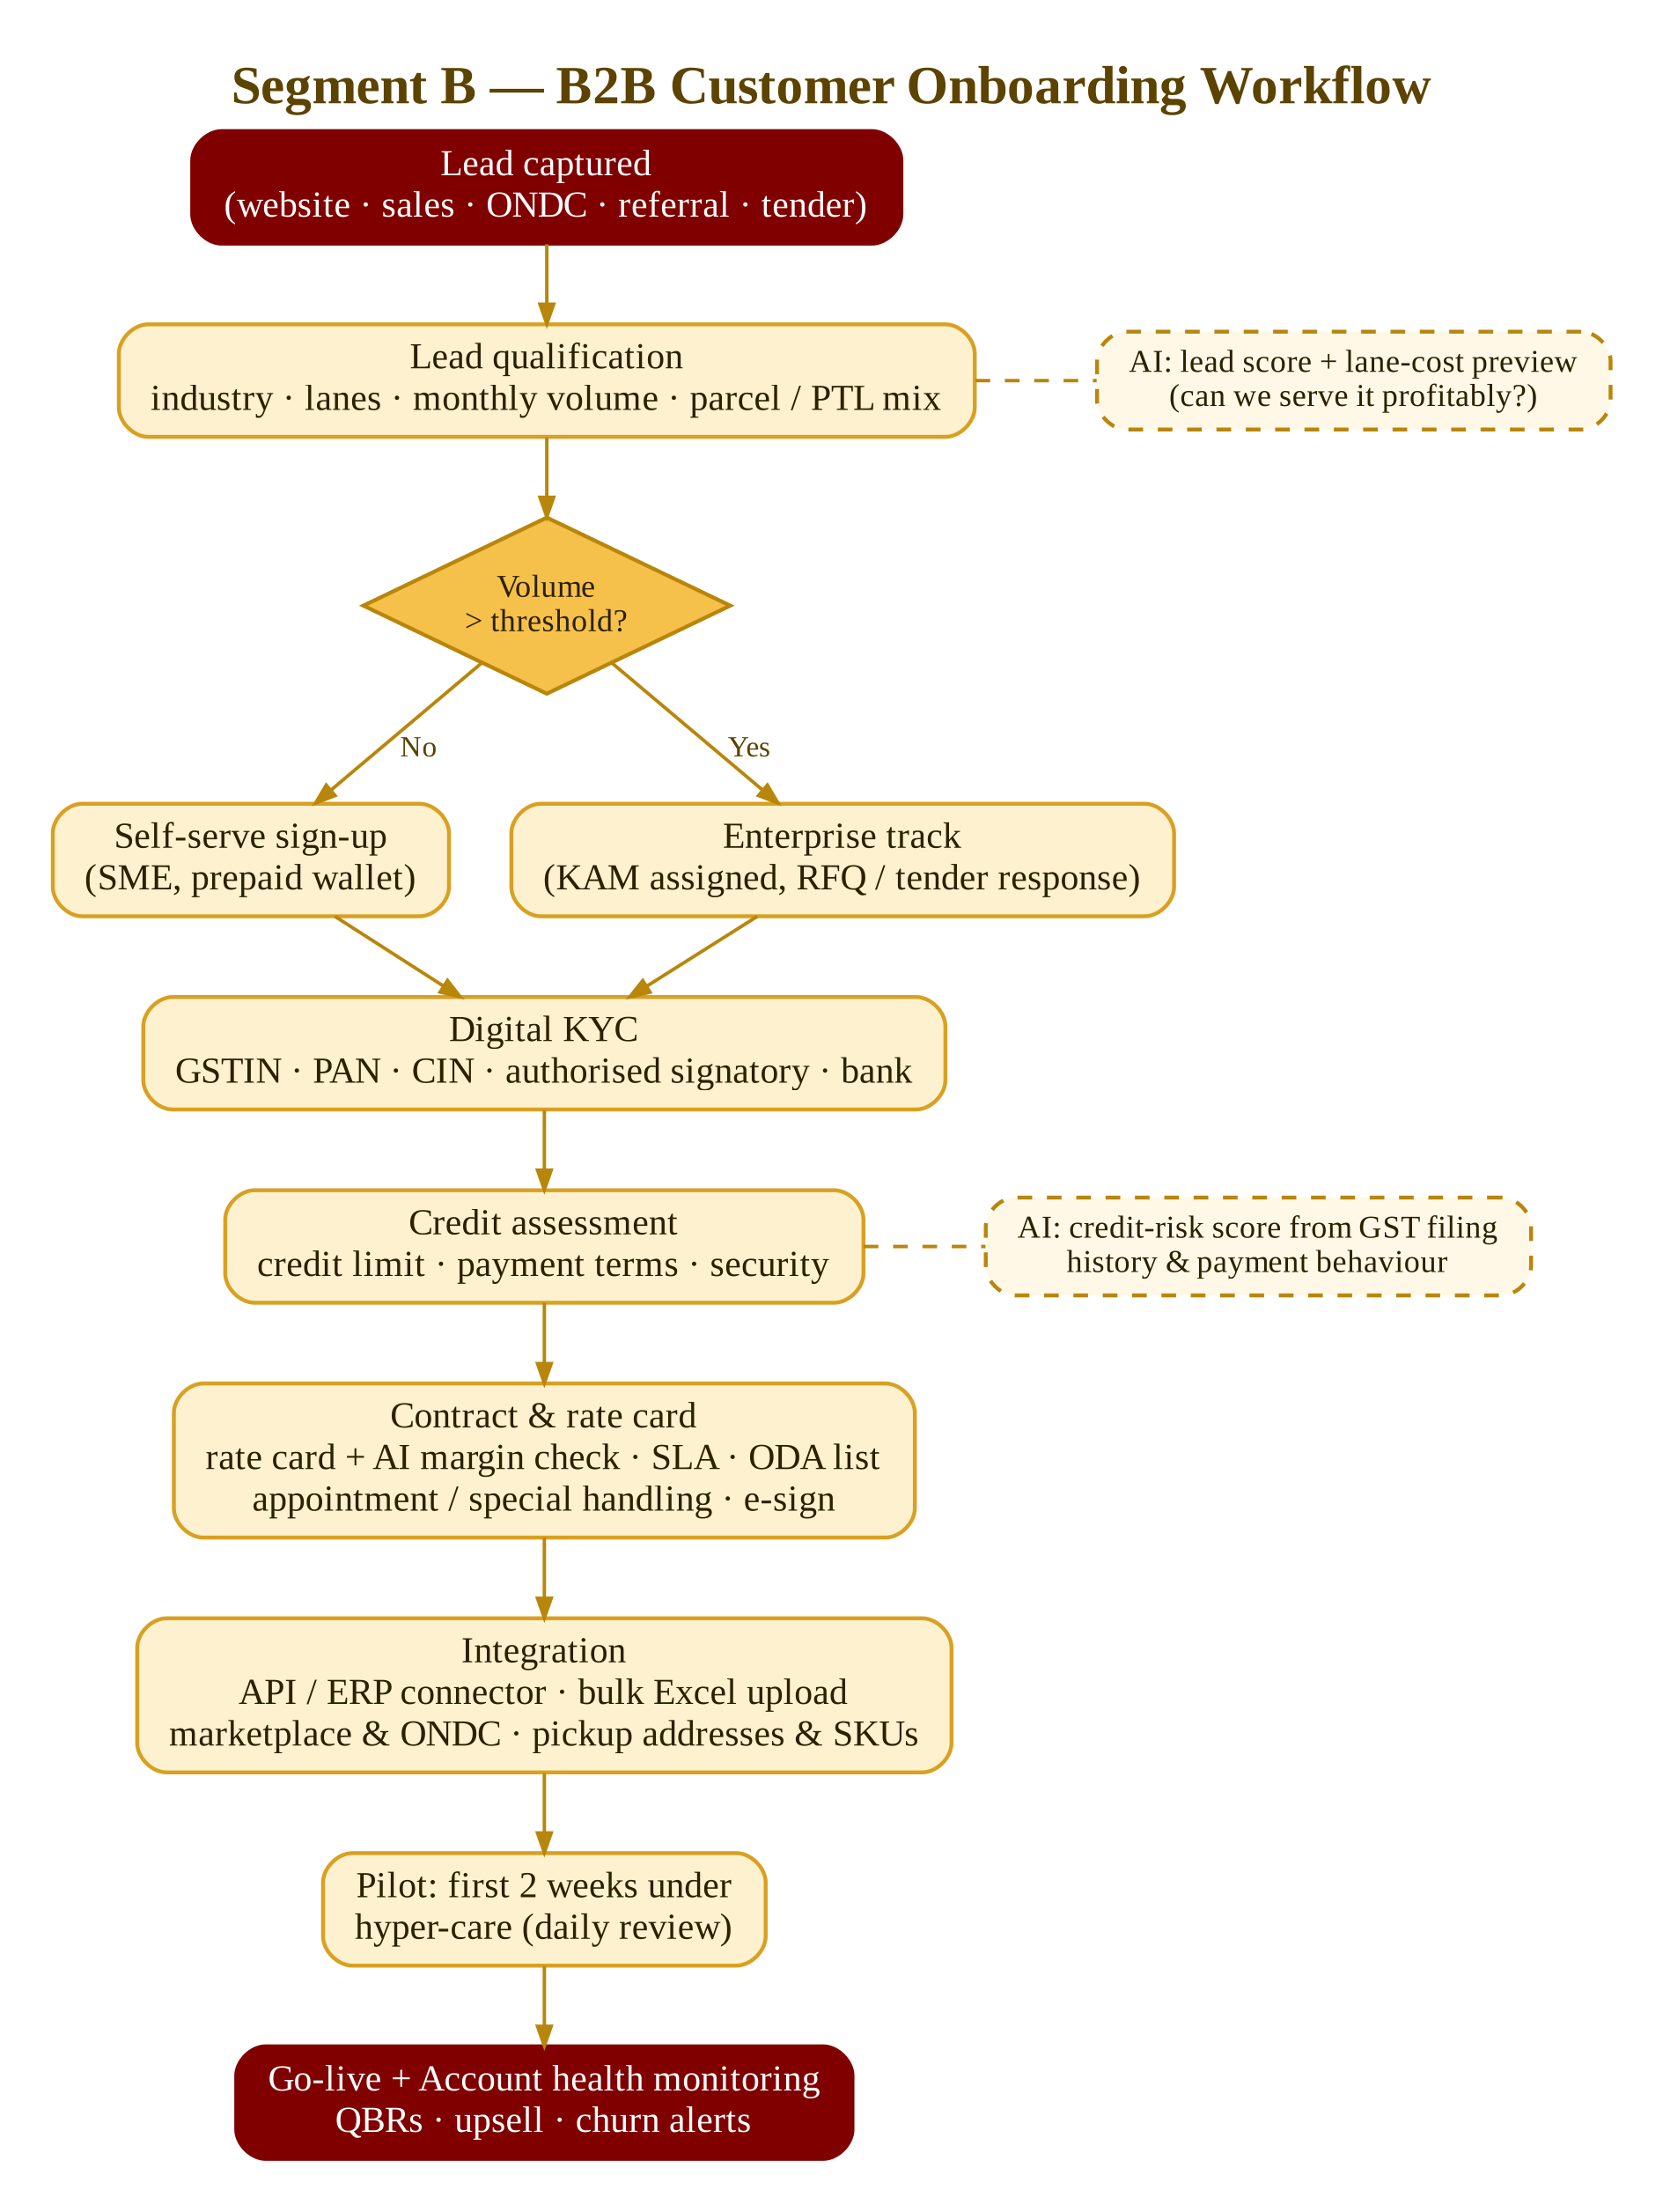 Segment B — B2B Customer Onboarding Workflow
Lead captured
(website · sales · ONDC · referral · tender)
Lead qualification
industry · lanes · monthly volume · parcel / PTL mix
AI: lead score + lane-cost preview
(can we serve it profitably?)
Volume
> threshold?
No
Yes
Self-serve sign-up
(SME, prepaid wallet)
Enterprise track
(KAM assigned, RFQ / tender response)
Digital KYC
GSTIN · PAN · CIN · authorised signatory · bank
Credit assessment
credit limit · payment terms · security
AI: credit-risk score from GST filing
history & payment behaviour
Contract & rate card
rate card + AI margin check · SLA · ODA list
appointment / special handling · e-sign
Integration
API / ERP connector · bulk Excel upload
marketplace & ONDC · pickup addresses & SKUs
Pilot: first 2 weeks under
hyper-care (daily review)
Go-live + Account health monitoring
QBRs · upsell · churn alerts